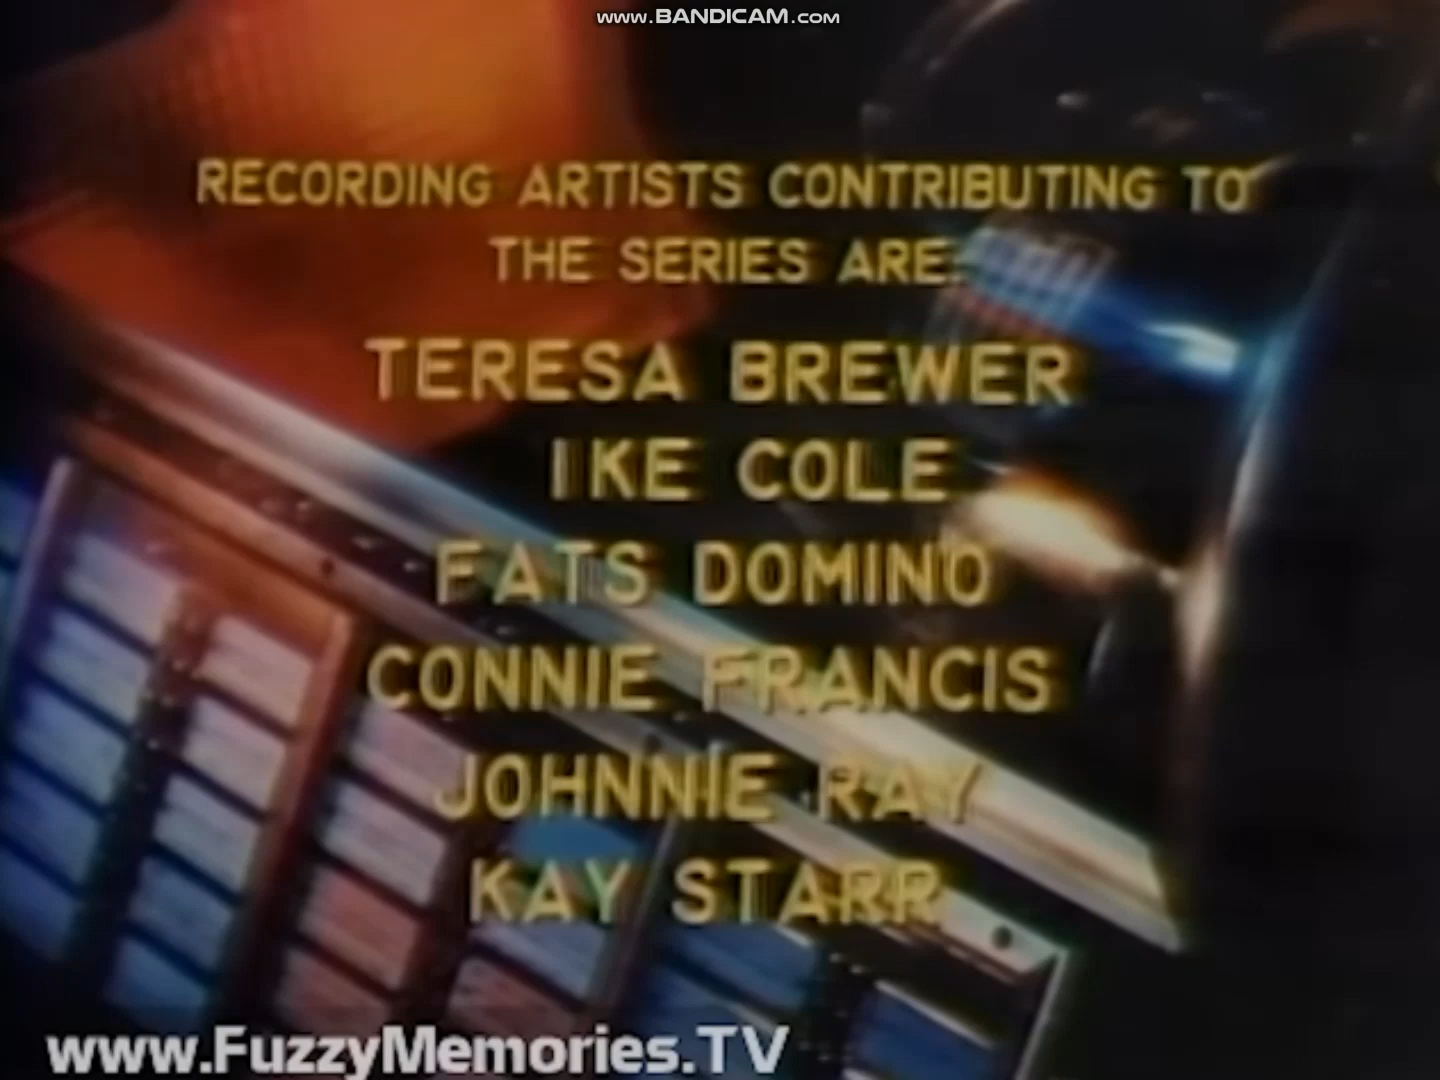 www.BANDICAM.com
RECORDING ARTISTS CONTRIBUTING TO
THE SERIES ARE:
TERESA BREWER
IKE COLE
FATS DOMINO
CONNIE FRANCIS
JOHNNIE RAY
KAY STARR
www.FuzzyMemories.TV